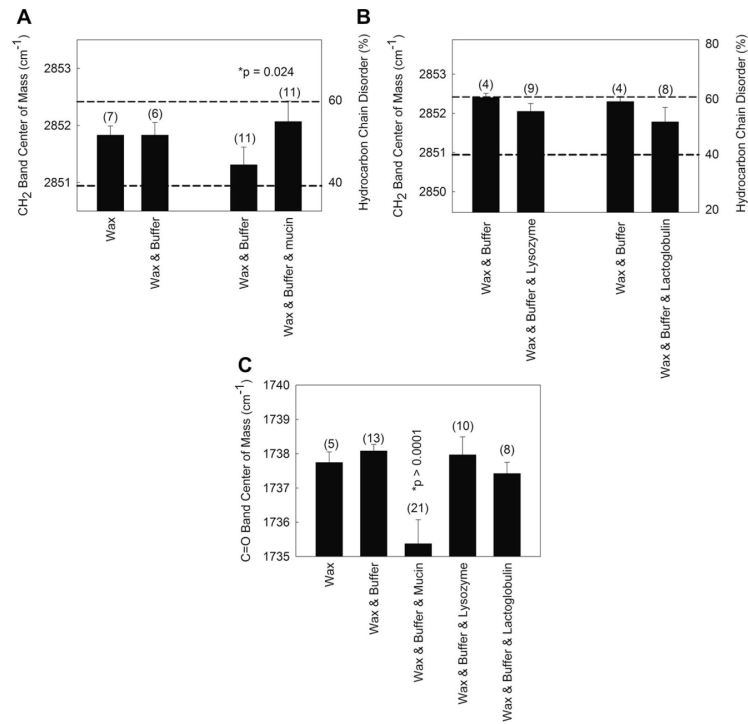 A
CH2 Band Center of Mass (cm-1)
2853
2852
2851
(7)
(6)
(11)
*p = 0.024
(11)
60
40
Hydrocarbon Chain Disorder (%)
Wax
Wax & Buffer
Wax & Buffer
Wax & Buffer & mucin
B
CH2 Band Center of Mass (cm-1)
2853
2852
2851
2850
(4)
(9)
(4)
(8)
80
60
40
20
Hydrocarbon Chain Disorder (%)
Wax & Buffer
Wax & Buffer & Lysozyme
Wax & Buffer
Wax & Buffer & Lactoglobulin
C
C=O Band Center of Mass (cm-1)
1740
1739
1738
1737
1736
1735
(5)
(13)
*p > 0.0001
(21)
(10)
(8)
Wax
Wax & Buffer
Wax & Buffer & Mucin
Wax & Buffer & Lysozyme
Wax & Buffer & Lactoglobulin